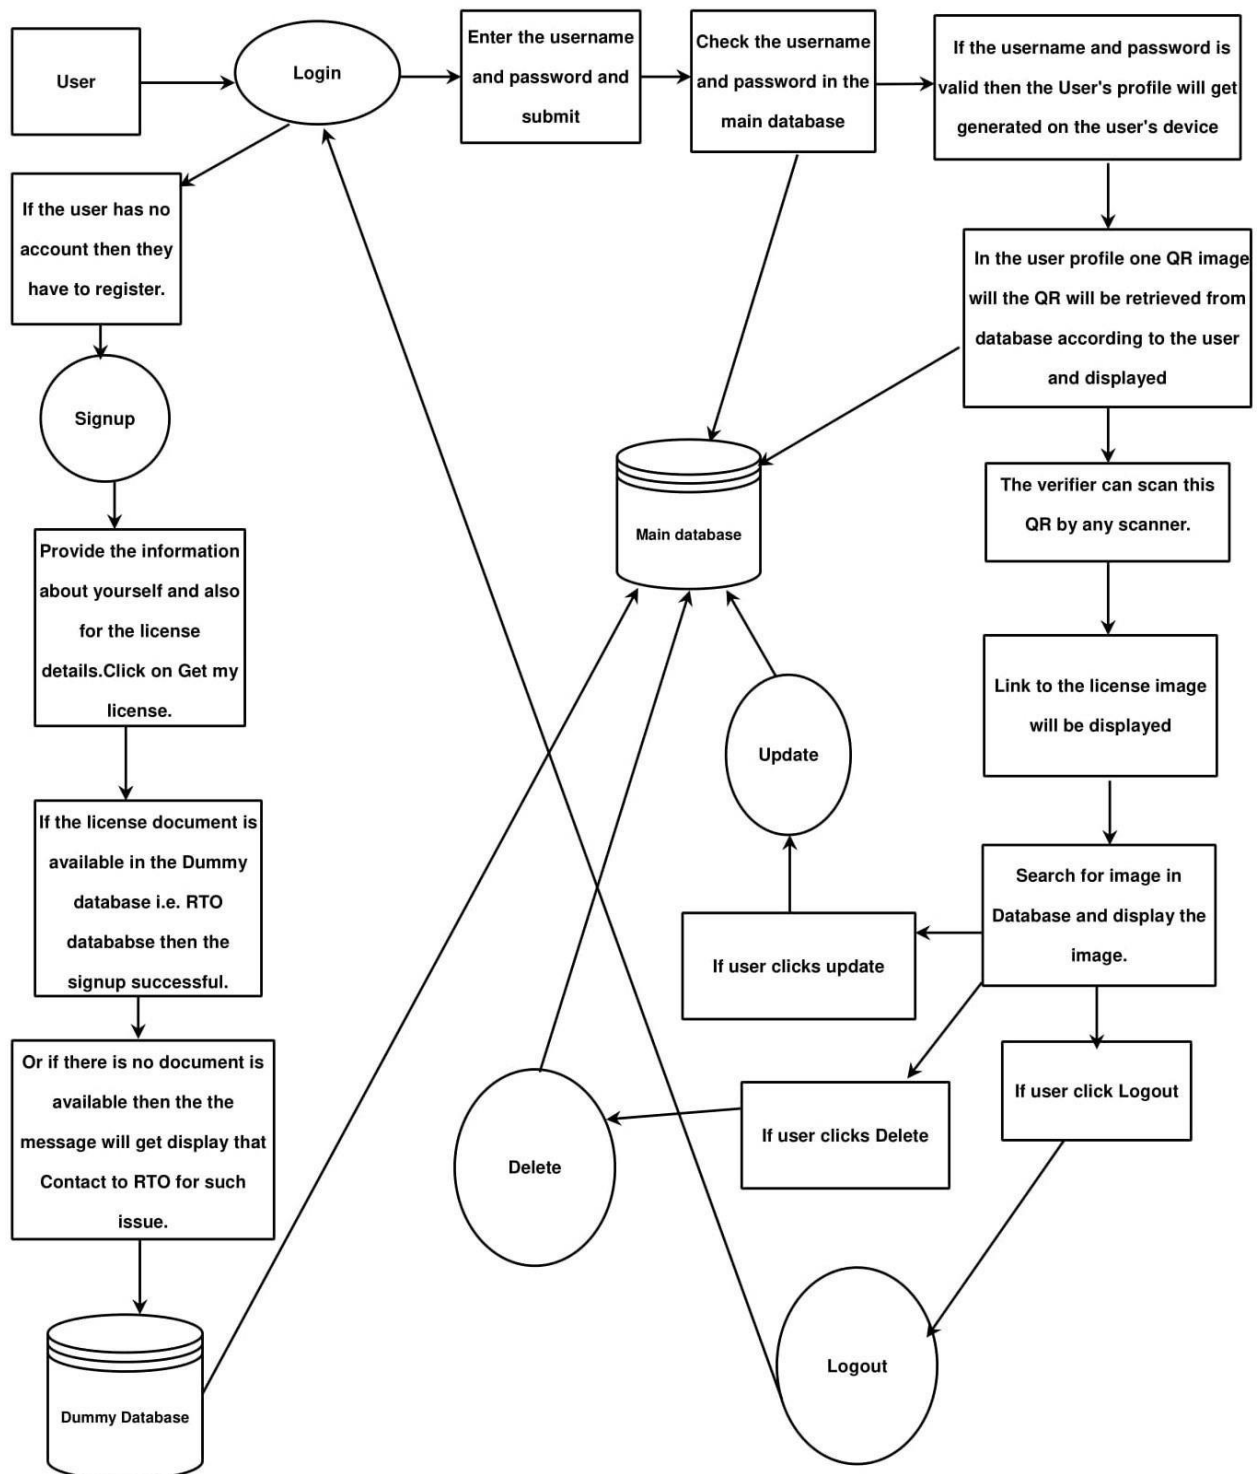 User
Login
Enter the username
and password and
submit
Check the username
and password in the
main database
If the username and password is
valid then the User's profile will get
generated on the user's device
If the user has no
account then they
have to register.
In the user profile one QR image
will the QR will be retrieved from
database according to the user
and displayed
Signup
The verifier can scan this
QR by any scanner.
Main database
Provide the information
about yourself and also
for the license
details.Click on Get my
license.
Link to the license image
will be displayed
Update
If the license document is
available in the Dummy
database i.e. RTO
datababse then the
signup successful.
Search for image in
Database and display the
image.
If user clicks update
Or if there is no document is
available then the the
message will get display that
Contact to RTO for such
issue.
If user click Logout
If user clicks Delete
Delete
Logout
Dummy Database